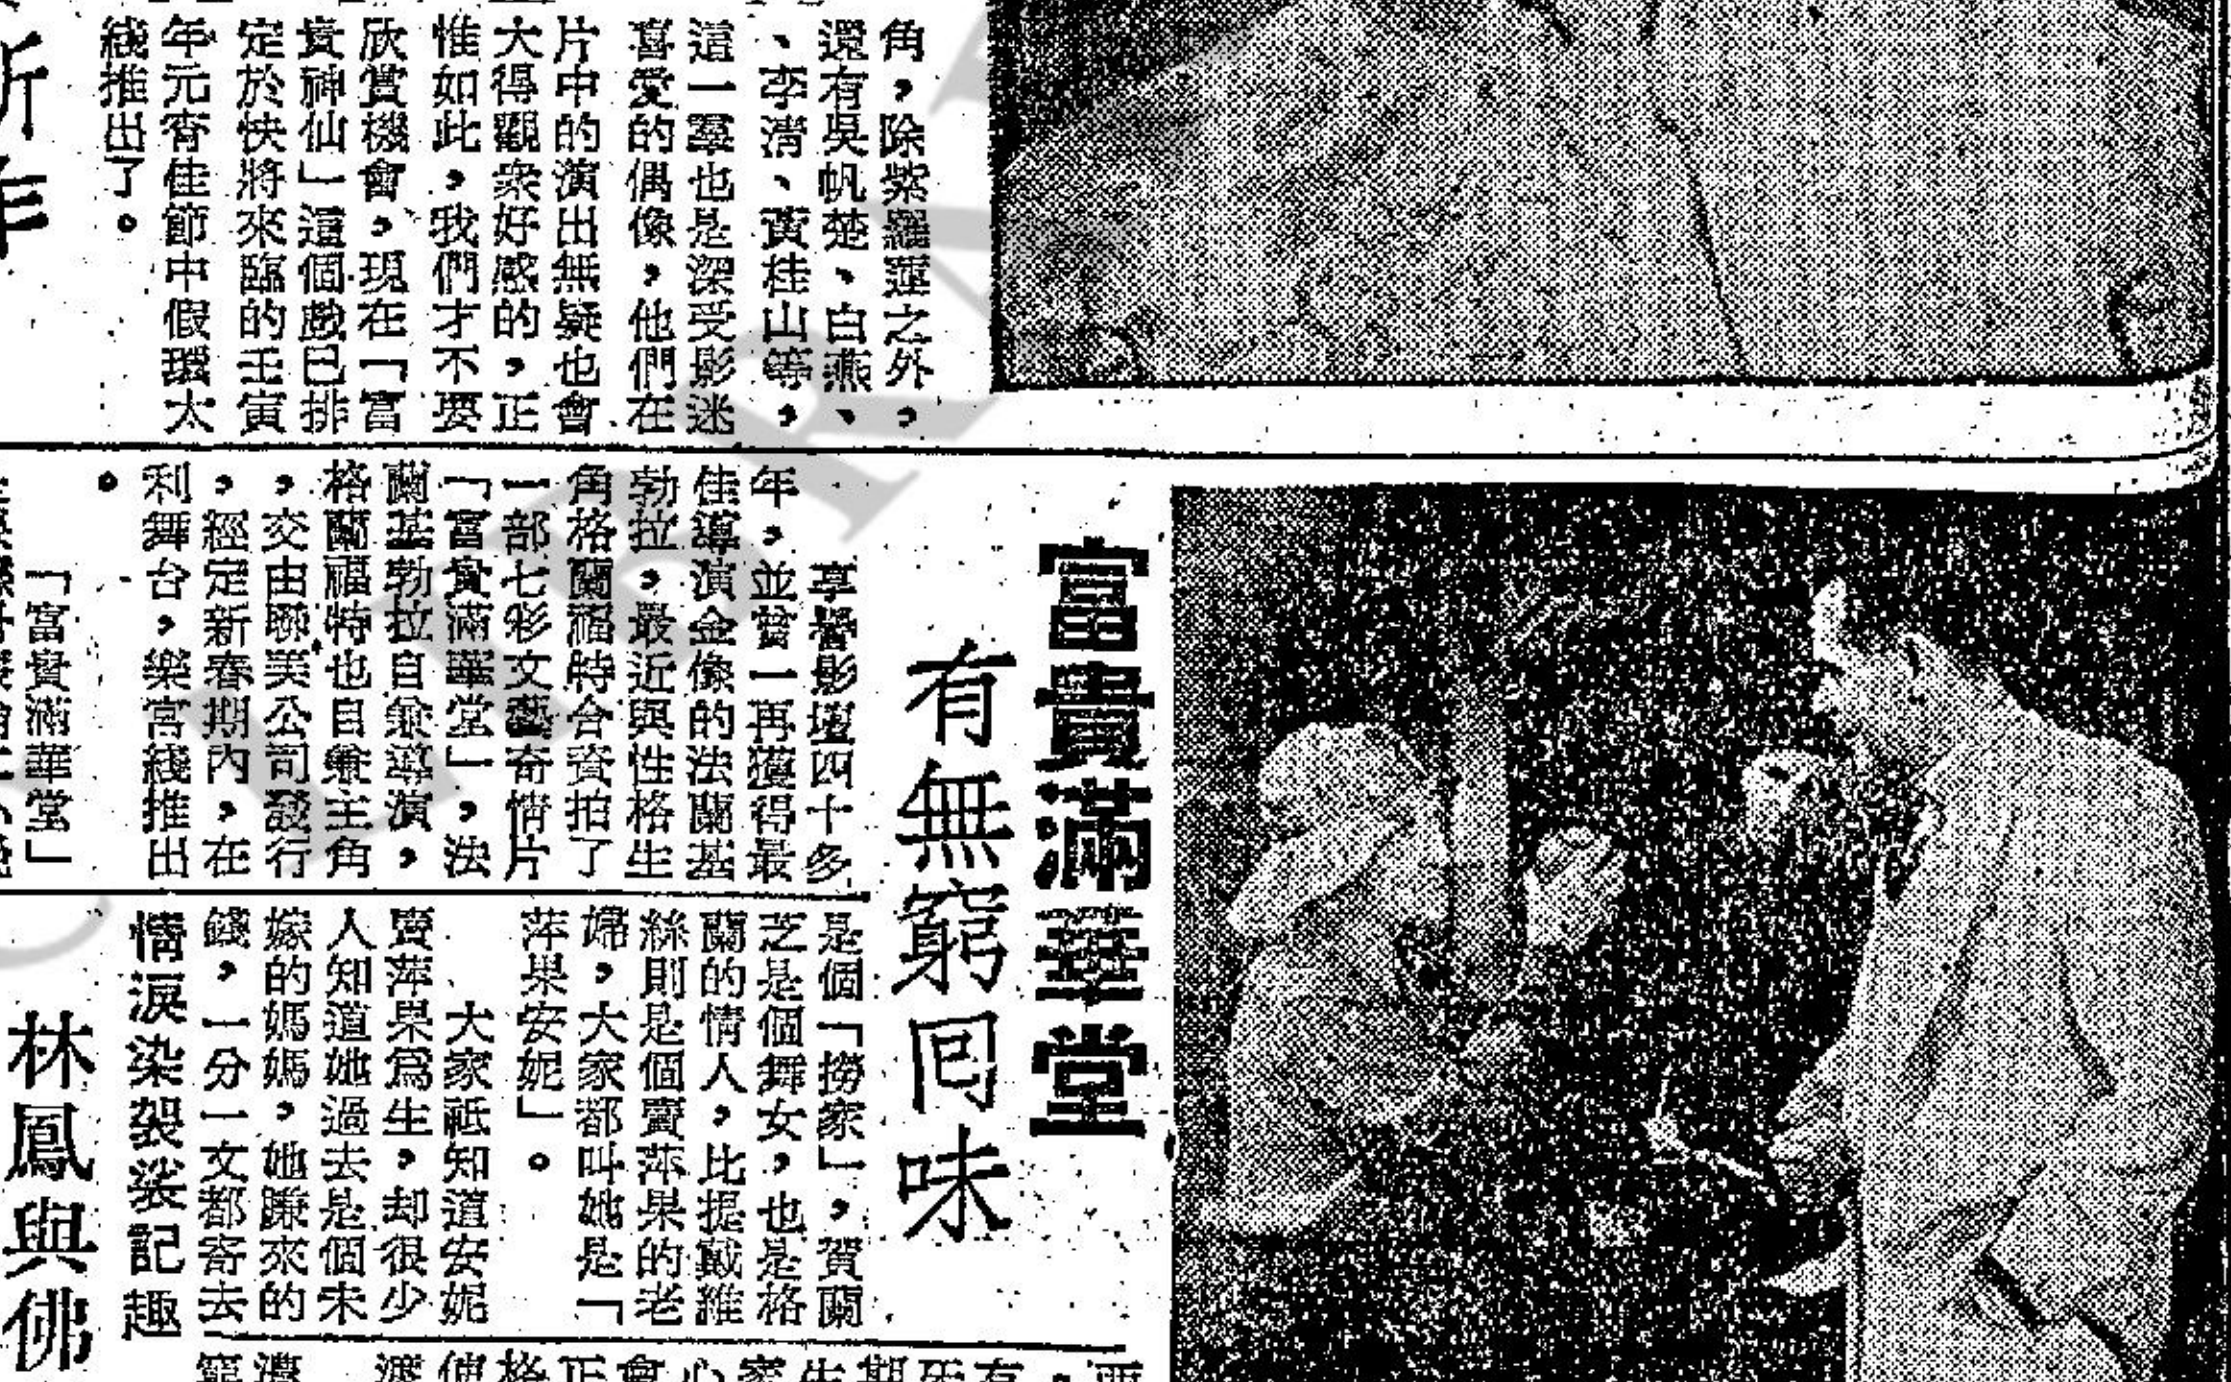 角，除紫羅蓮之外，
還有吳帆楚、白燕、
、李清、黃桂山等，
這一羣也是深受影迷
喜愛的偶像，他們在
片中的演出無疑也會
大得觀衆好感的，正
惟如此，我們才不要
欣賞機會，現在「富
貴神仙」這個戲已排
定於快將來臨的壬寅
年元宵佳節中假環太
綫推出了。
富貴滿華堂
有無窮回味
享譽影壇四十多
年，並曾一再獲得最
佳導演金像的法蘭基
勃拉，最近與性格生
角格蘭福特合資拍了
一部七彩文藝奇情片
「富貴滿華堂」，法
蘭基勃拉自兼導演，
格蘭福特也自兼主角
，交由聯美公司發行
，經定新春期內，在
利舞台，樂宮綫推出
。
「富貴滿華堂」
是個「撈家」，賀蘭
芝是個舞女，也是格
蘭的情人，比提戴維
絲則是個賣萍果的老
婦，大家都叫她是「
萍果安妮」。
大家祗知道安妮
賣萍果爲生，却很少
人知道她過去是個未
嫁的媽媽，她賺來的
錢，一分一文都寄去
情淚染袈裟記趣
林鳳與佛